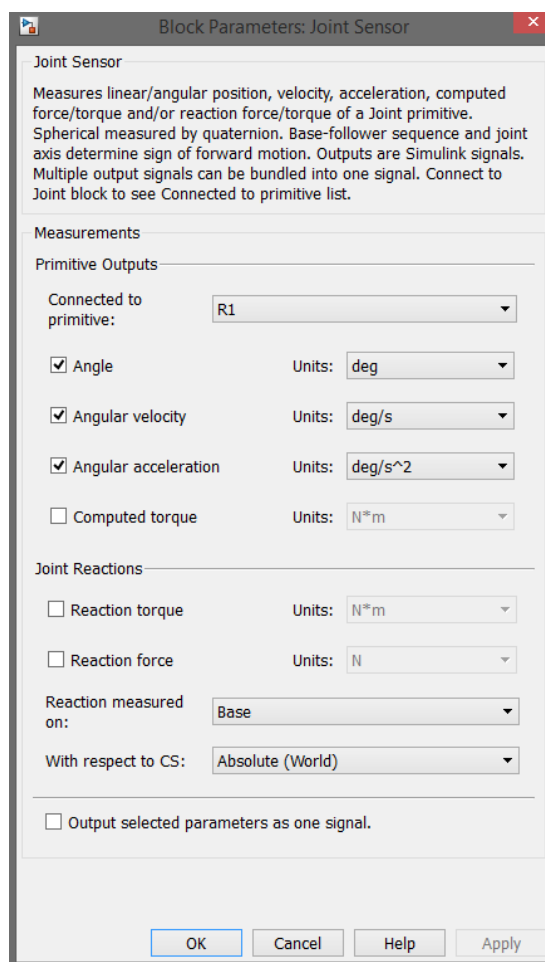 Block Parameters: Joint Sensor
Joint Sensor
Measures linear/angular position, velocity, acceleration, computed
force/torque and/or reaction force/torque of a Joint primitive.
Spherical measured by quaternion. Base-follower sequence and joint
axis determine sign of forward motion. Outputs are Simulink signals.
Multiple output signals can be bundled into one signal. Connect to
Joint block to see Connected to primitive list.
Measurements
Primitive Outputs
Connected to
primitive:
R1
Angle Units: deg
Angular velocity Units: deg/s
Angular acceleration Units: deg/s^2
Computed torque Units: N*m
Joint Reactions
Reaction torque Units: N*m
Reaction force Units: N
Reaction measured
on:
Base
With respect to CS: Absolute (World)
Output selected parameters as one signal.
OK Cancel Help Apply